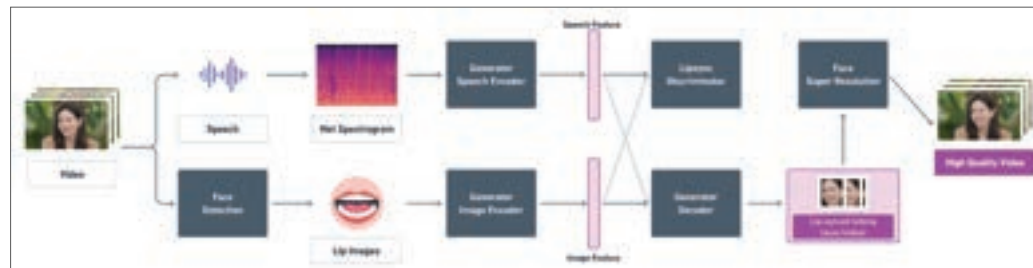 Speech Feature
Generator
Speech Encoder
Lipsync
Discriminator
Face
Super Resolution
Speech
Mel Spectrogram
Video
High Quality Video
Face
Detection
Generator
Image Encoder
Generator
Decoder
Lip Images
Image Feature